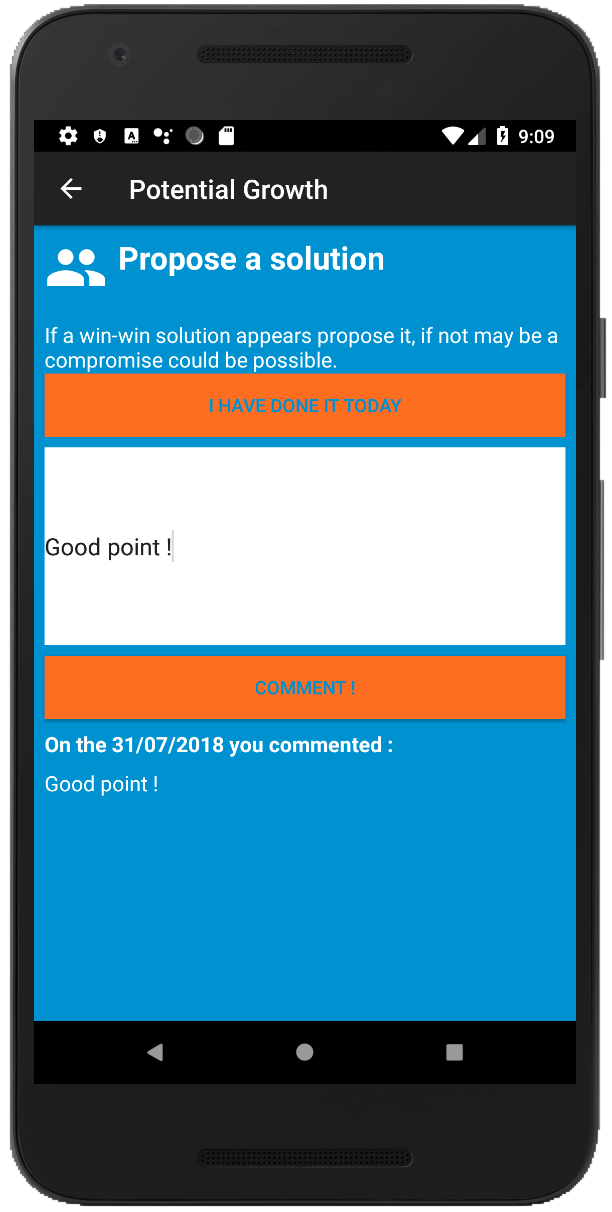 9:09
Potential Growth
Propose a solution
If a win-win solution appears propose it, if not may be a
compromise could be possible.
I HAVE DONE IT TODAY
Good point !
COMMENT !
On the 31/07/2018 you commented :
Good point !